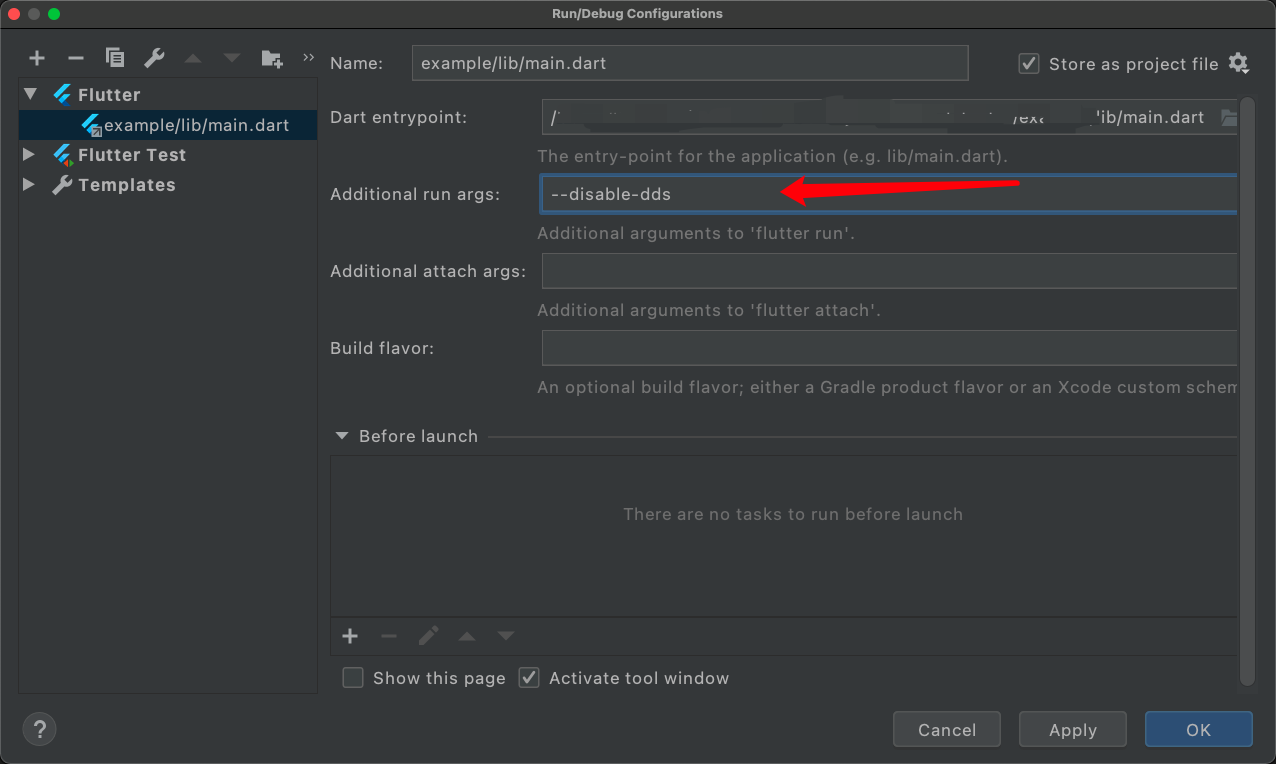 Run/Debug Configurations
Name: example/lib/main.dart Store as project file
Flutter
example/lib/main.dart
Flutter Test
Templates
Dart entrypoint: / ib/main.dart
The entry-point for the application (e.g. lib/main.dart).
Additional run args: --disable-dds
Additional arguments to 'flutter run'.
Additional attach args:
Additional arguments to 'flutter attach'.
Build flavor:
An optional build flavor; either a Gradle product flavor or an Xcode custom schem
Before launch
There are no tasks to run before launch
Show this page Activate tool window
? Cancel Apply OK